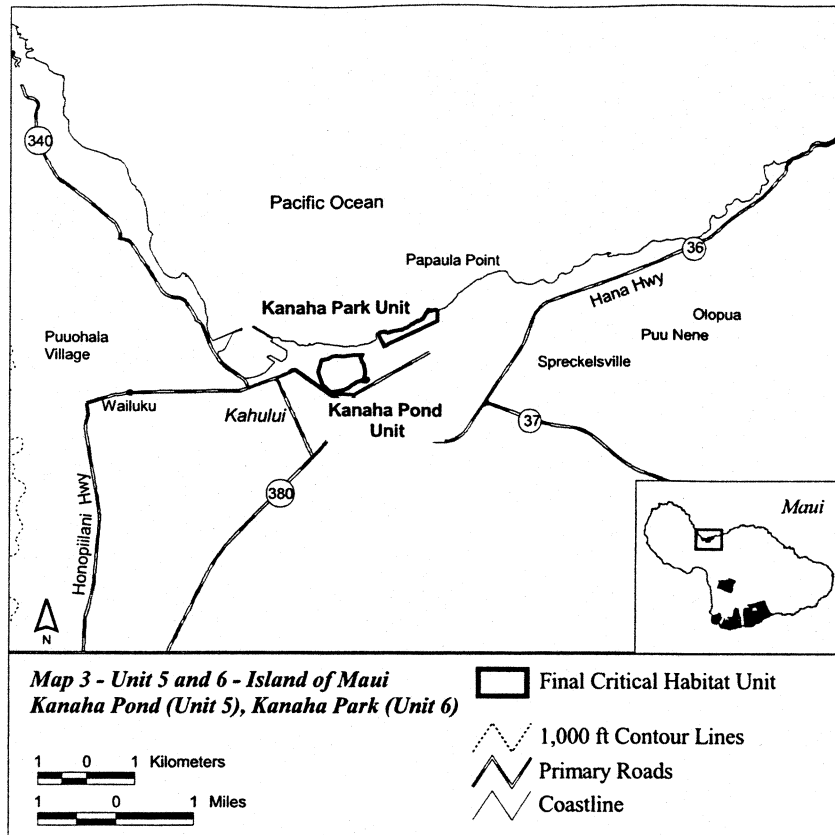 340
Pacific Ocean
Papaula Point
36
Hana Hwy
Kanaha Park Unit
Olopua
Puu Nene
Puuohala
Village
Spreckelsville
Wailuku
Kahului
Kanaha Pond
Unit
37
380
Honopiilani Hwy
Maui
N
Map 3 - Unit 5 and 6 - Island of Maui
Kanaha Pond (Unit 5), Kanaha Park (Unit 6)
1 0 1 Kilometers
1 0 1 Miles
Final Critical Habitat Unit
1,000 ft Contour Lines
Primary Roads
Coastline